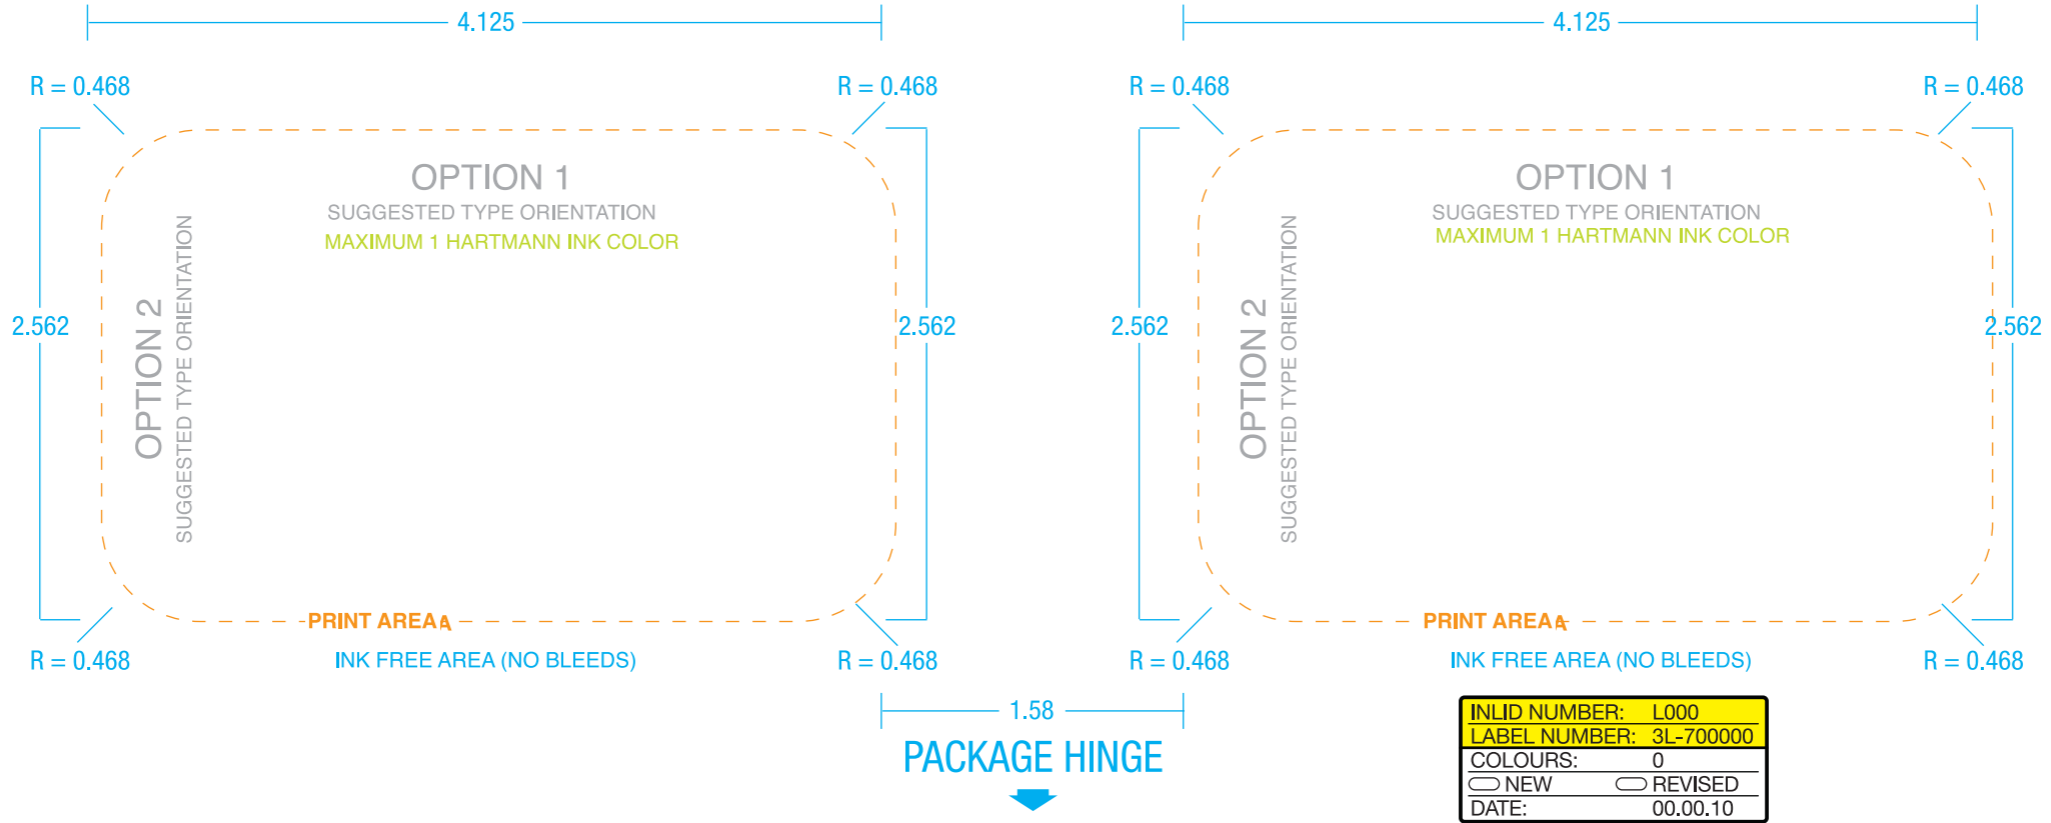 4.125
4.125
R = 0.468
R = 0.468
R = 0.468
R = 0.468
OPTION 1
SUGGESTED TYPE ORIENTATION
MAXIMUM 1 HARTMANN INK COLOR
OPTION 2
SUGGESTED TYPE ORIENTATION
2.562
2.562
OPTION 1
SUGGESTED TYPE ORIENTATION
MAXIMUM 1 HARTMANN INK COLOR
OPTION 2
SUGGESTED TYPE ORIENTATION
2.562
2.562
PRINT AREAA
PRINT AREAA
R = 0.468
INK FREE AREA (NO BLEEDS)
R = 0.468
R = 0.468
INK FREE AREA (NO BLEEDS)
R = 0.468
1.58
PACKAGE HINGE
INLID NUMBER: L000
LABEL NUMBER: 3L-700000
COLOURS: 0
NEW REVISED
DATE: 00.00.10